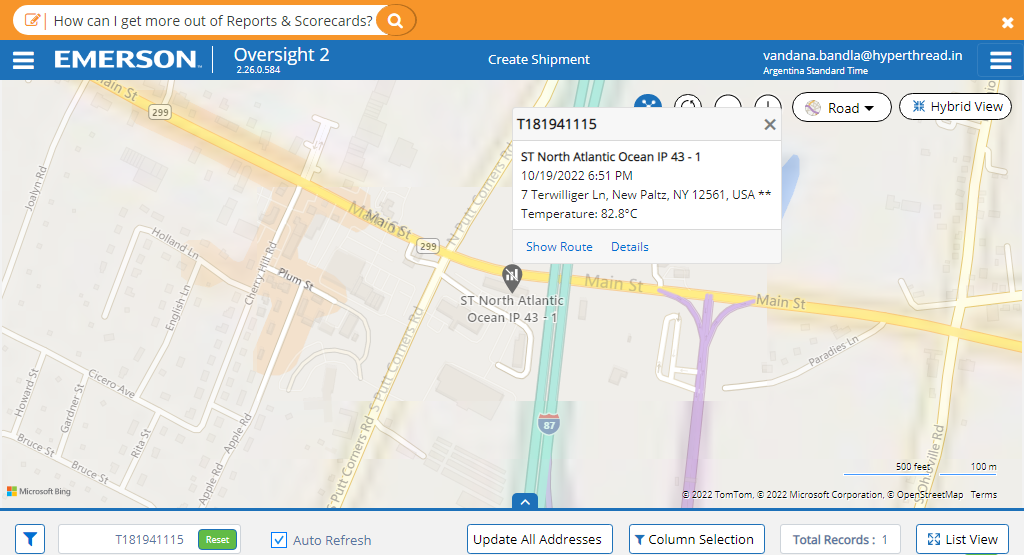 How can I get more out of Reports & Scorecards?
EMERSON
Oversight 2
2.26.0.584
Create Shipment
vandana.bandla@hyperthread.in
Argentina Standard Time
Main St
299
Road
Hybrid View
T181941115
ST North Atlantic Ocean IP 43 - 1
10/19/2022 6:51 PM
7 Terwilliger Ln, New Paltz, NY 12561, USA **
Temperature: 82.8°C
Show Route
Details
Joalyn Rd
N Putt Corners Rd
Main St
299
Holland Ln
Plum St
Cherry Hill Rd
English Ln
ST North Atlantic
Ocean IP 43 - 1
Main St
Main St
Paradies Ln
Cicero Ave
Howard St
Gardner St
Rita St
Apple Rd
Apple Rd
S Putt Corners Rd
S Putt Corners Rd
Bruce St
Bruce St
87
Ohioville Rd
500 feet
100 m
Microsoft Bing
© 2022 TomTom, © 2022 Microsoft Corporation, © OpenStreetMap Terms
T181941115
Reset
Auto Refresh
Update All Addresses
Column Selection
Total Records : 1
List View